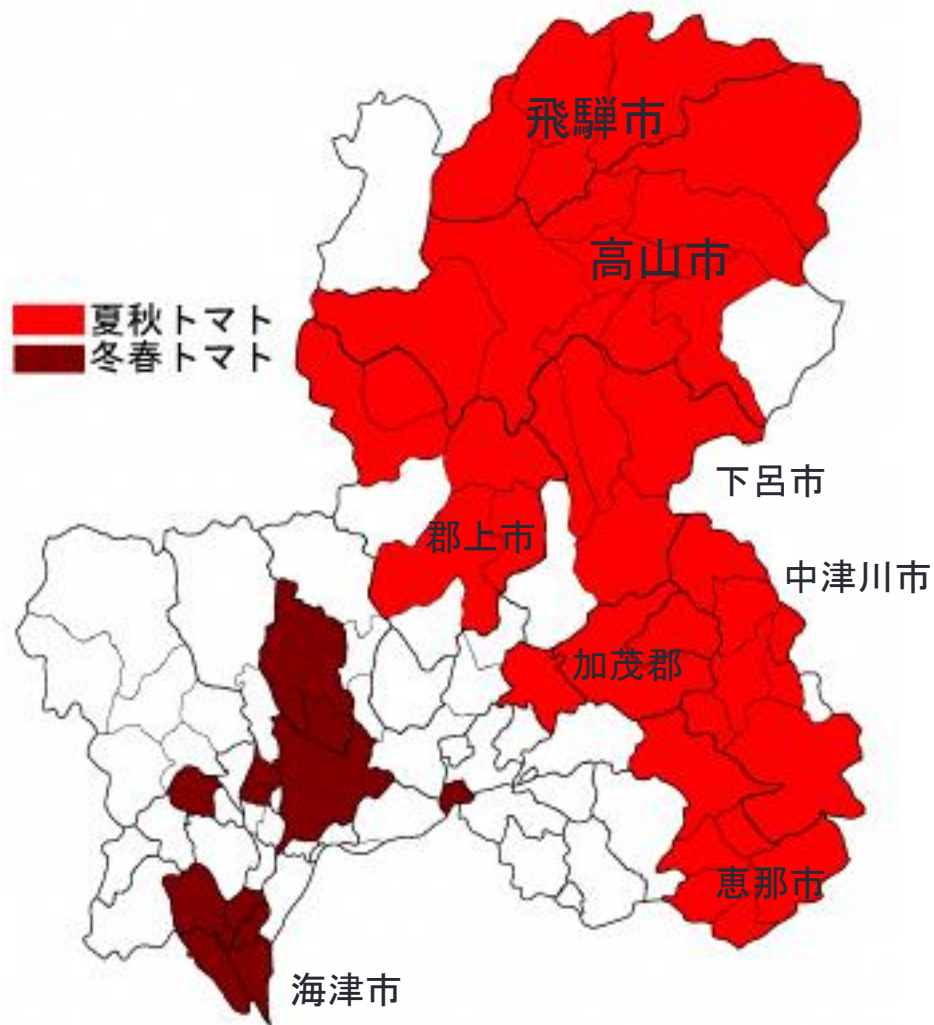 飛騨市
高山市
夏秋トマト
冬春トマト
下呂市
郡上市
中津川市
加茂郡
恵那市
海津市